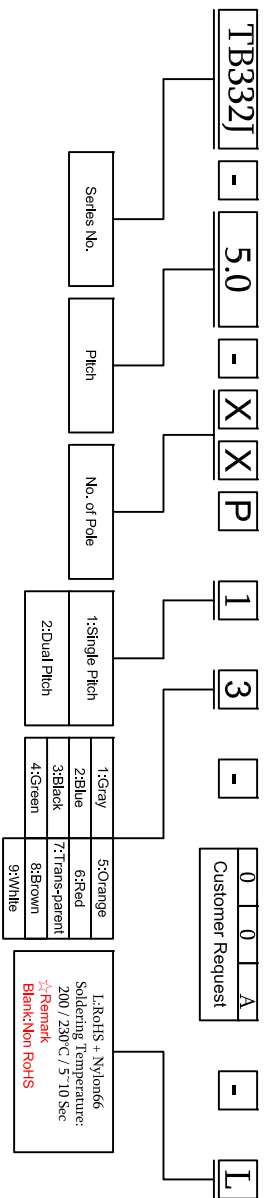 TB332J - 5.0 - X X P 1 3 - 0 0 A - L
Customer Request
Series No.
Pitch
No. of Pole
1:Single Pitch
2:Dual Pitch
1:Gray
2:Blue
3:Black
4:Green
5:Orange
6:Red
7:Trans-parent
8:Brown
9:White
L:RoHS + Nylon66
Soldering Temperature:
200 / 230°C / 5~10 Sec
☆Remark
Blank:Non RoHS